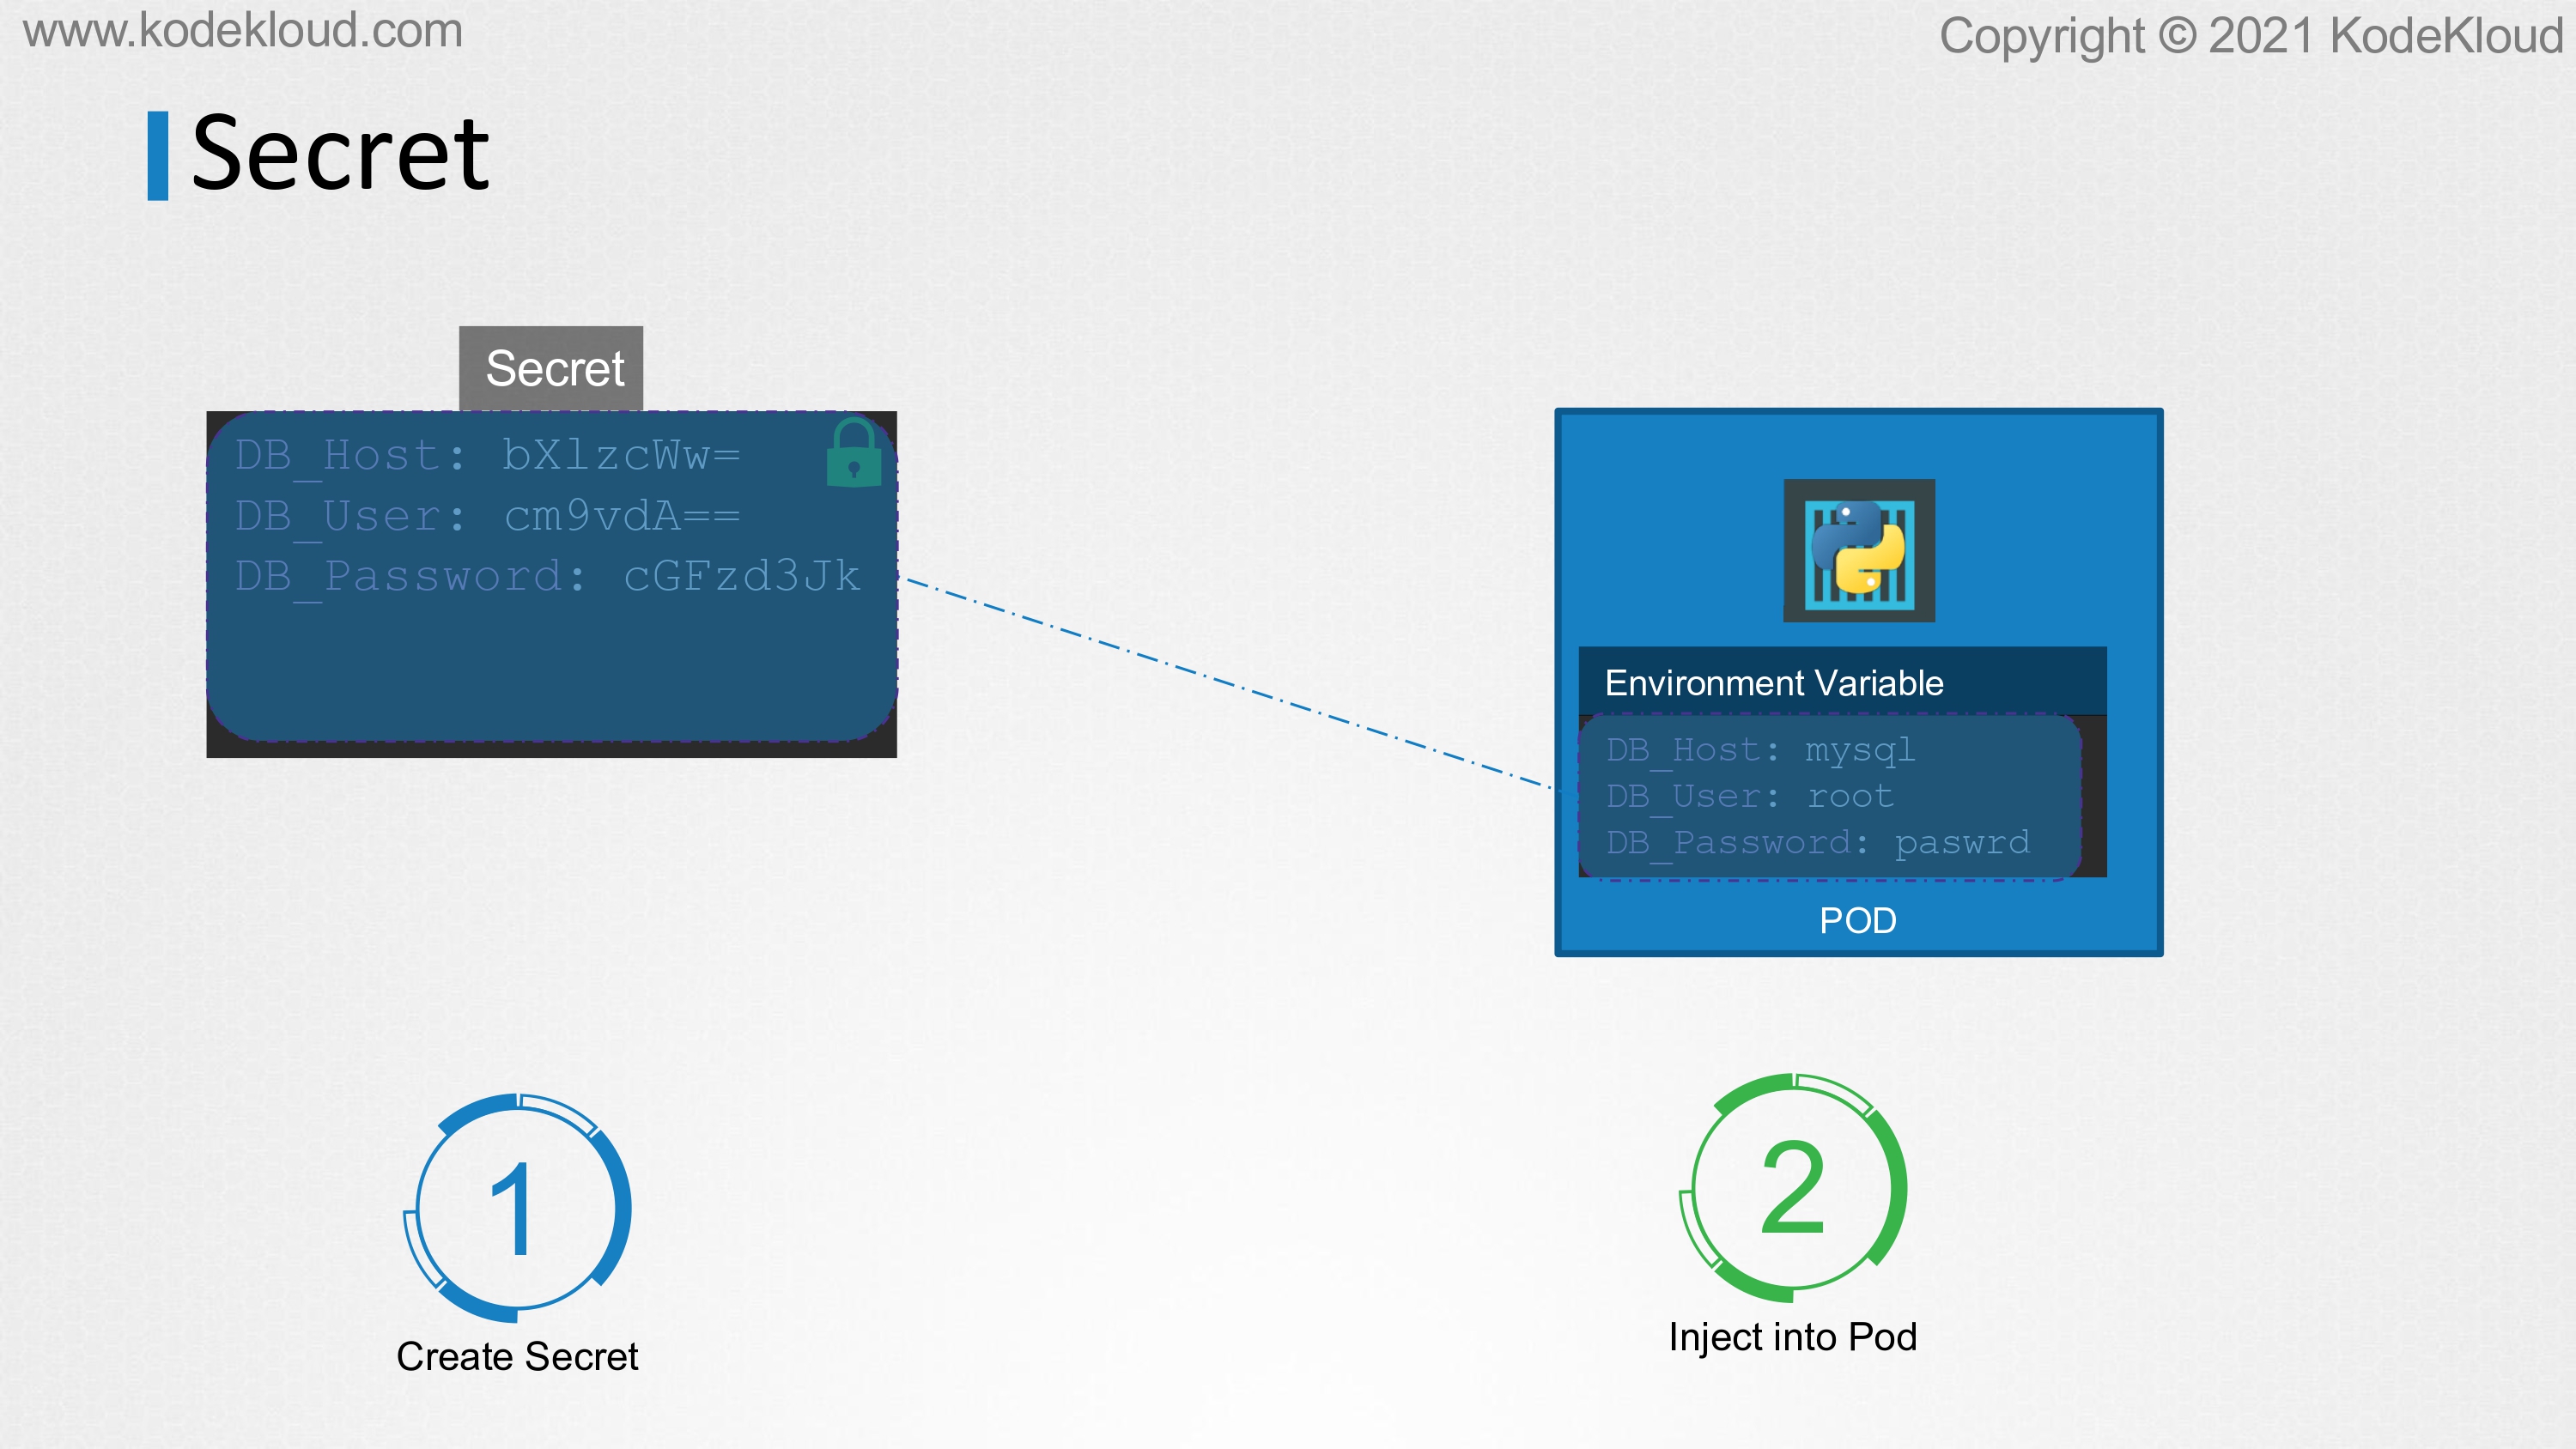 www.kodekloud.com
Copyright © 2021 KodeKloud
Secret
Secret
DB_Host: bXlzcWw=
DB_User: cm9vdA==
DB_Password: cGFzd3Jk
Environment Variable
DB_Host: mysql
DB_User: root
DB_Password: paswrd
POD
1
Create Secret
2
Inject into Pod